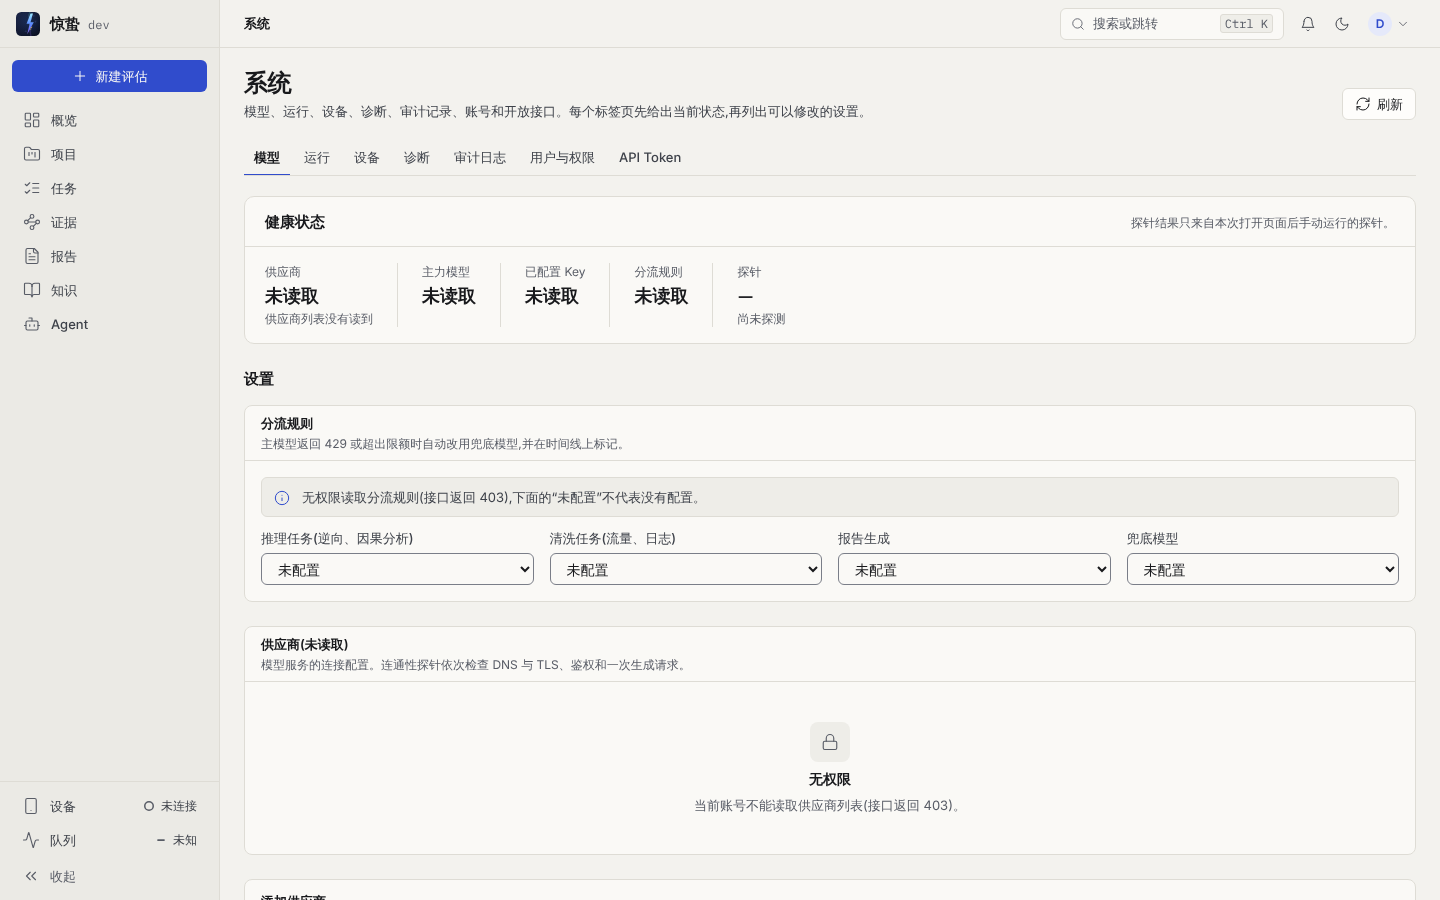 惊蛰 dev
系统
搜索或跳转
Ctrl K
D
新建评估
概览
项目
任务
证据
报告
知识
Agent
设备
未连接
队列
未知
收起
系统
模型、运行、设备、诊断、审计记录、账号和开放接口。每个标签页先给出当前状态,再列出可以修改的设置。
刷新
模型
运行
设备
诊断
审计日志
用户与权限
API Token
健康状态
探针结果只来自本次打开页面后手动运行的探针。
供应商
主力模型
已配置 Key
分流规则
探针
未读取
未读取
未读取
未读取
—
供应商列表没有读到
尚未探测
设置
分流规则
主模型返回 429 或超出限额时自动改用兜底模型,并在时间线上标记。
无权限读取分流规则(接口返回 403),下面的“未配置”不代表没有配置。
推理任务(逆向、因果分析)
清洗任务(流量、日志)
报告生成
兜底模型
未配置
未配置
未配置
未配置
供应商(未读取)
模型服务的连接配置。连通性探针依次检查 DNS 与 TLS、鉴权和一次生成请求。
无权限
当前账号不能读取供应商列表(接口返回 403)。
添加供应商